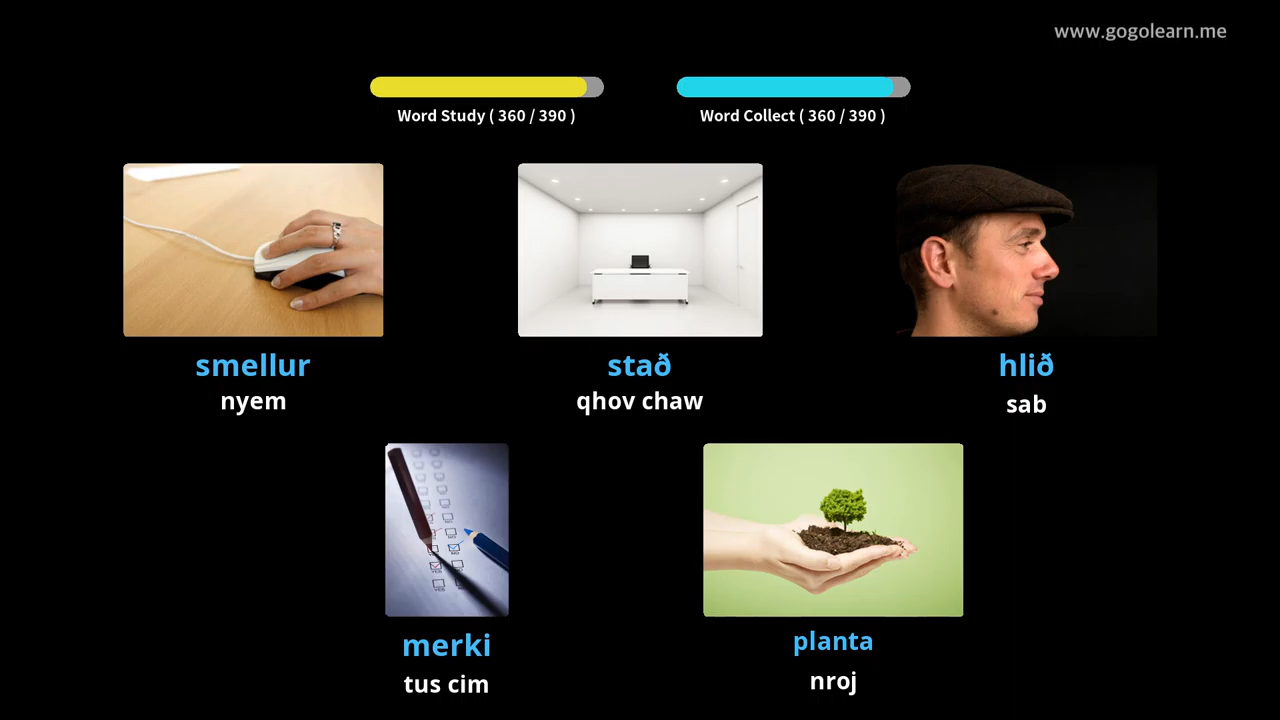 www.gogolearn.me
Word Study ( 360 / 390 )
Word Collect ( 360 / 390 )
smellur
nyem
stað
qhov chaw
hlið
sab
merki
tus cim
planta
nroj